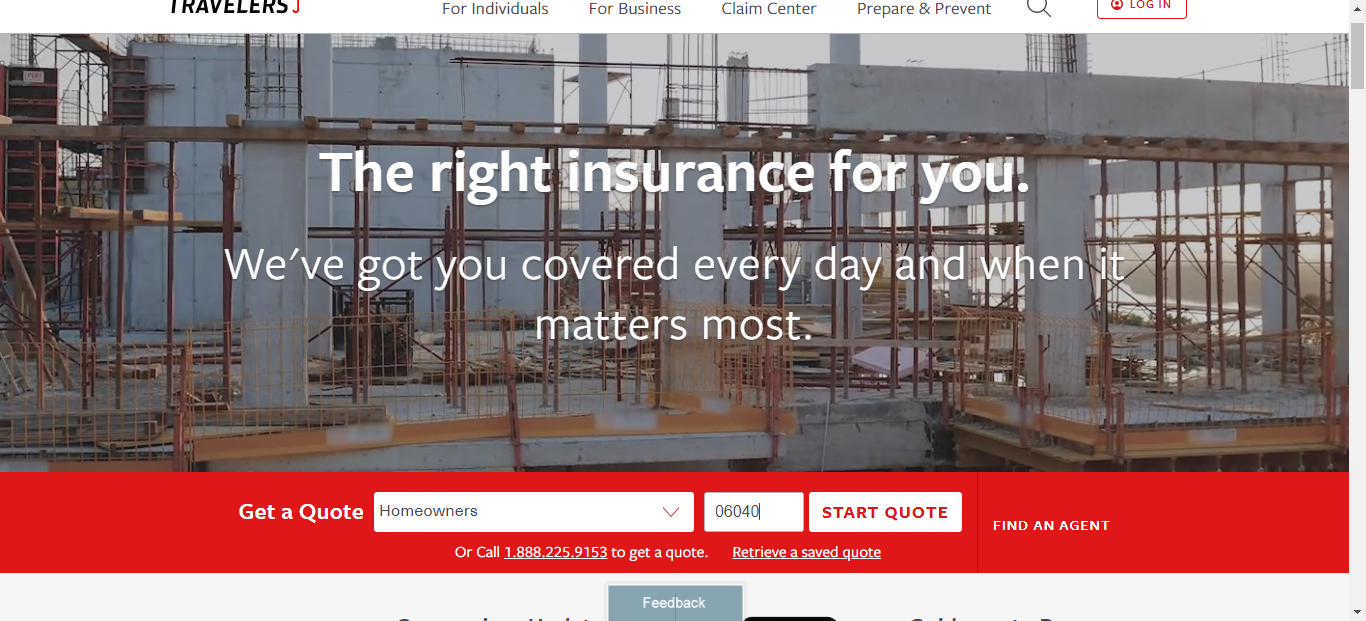 TRAVELERS
For Individuals
For Business
Claim Center
Prepare & Prevent
LOG IN
The right insurance for you.
We've got you covered every day and when it
matters most.
Get a Quote
Homeowners
06040
START QUOTE
FIND AN AGENT
Or Call 1.888.225.9153 to get a quote.
Retrieve a saved quote
Feedback